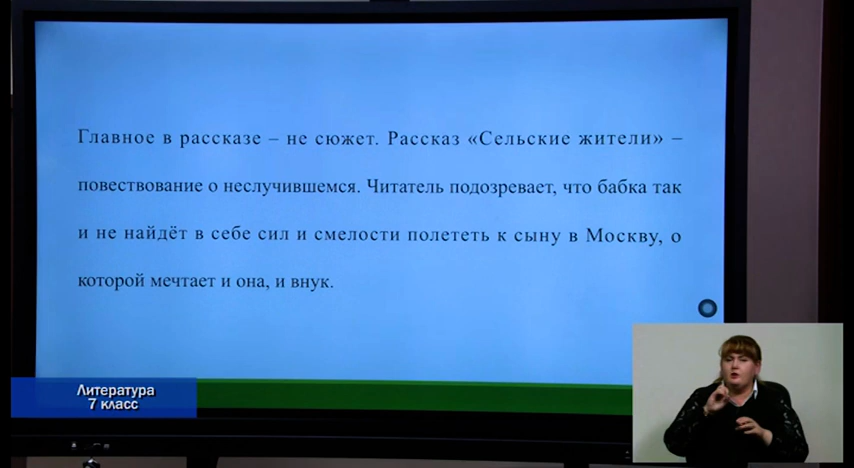 Главное в рассказе – не сюжет. Рассказ «Сельские жители» –
повествование о неслучившемся. Читатель подозревает, что бабка так
и не найдёт в себе сил и смелости полететь к сыну в Москву, о
которой мечтает и она, и внук.
Литература
7 класс